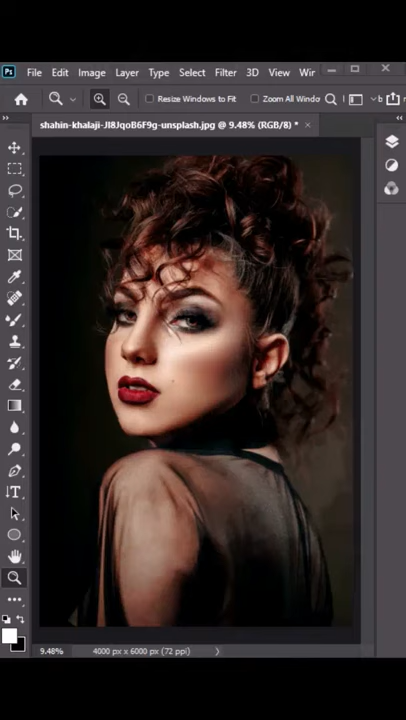 Ps File Edit Image Layer Type Select Filter 3D View Wir
Resize Windows to Fit Zoom All Windo
shahin-khalaji-JI8JqoB6F9g-unsplash.jpg @ 9.48% (RGB/8) *
9.48% 4000 px x 6000 px (72 ppi)